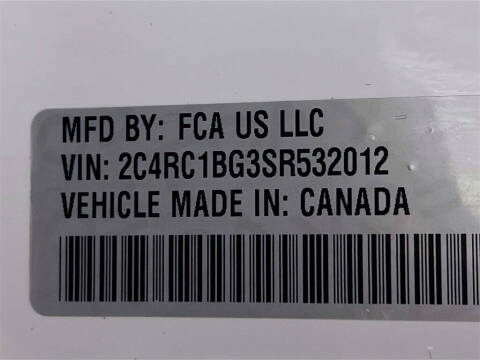 MFD BY: FCA US LLC
VIN: 2C4RC1BG3SR532012
VEHICLE MADE IN: CANADA